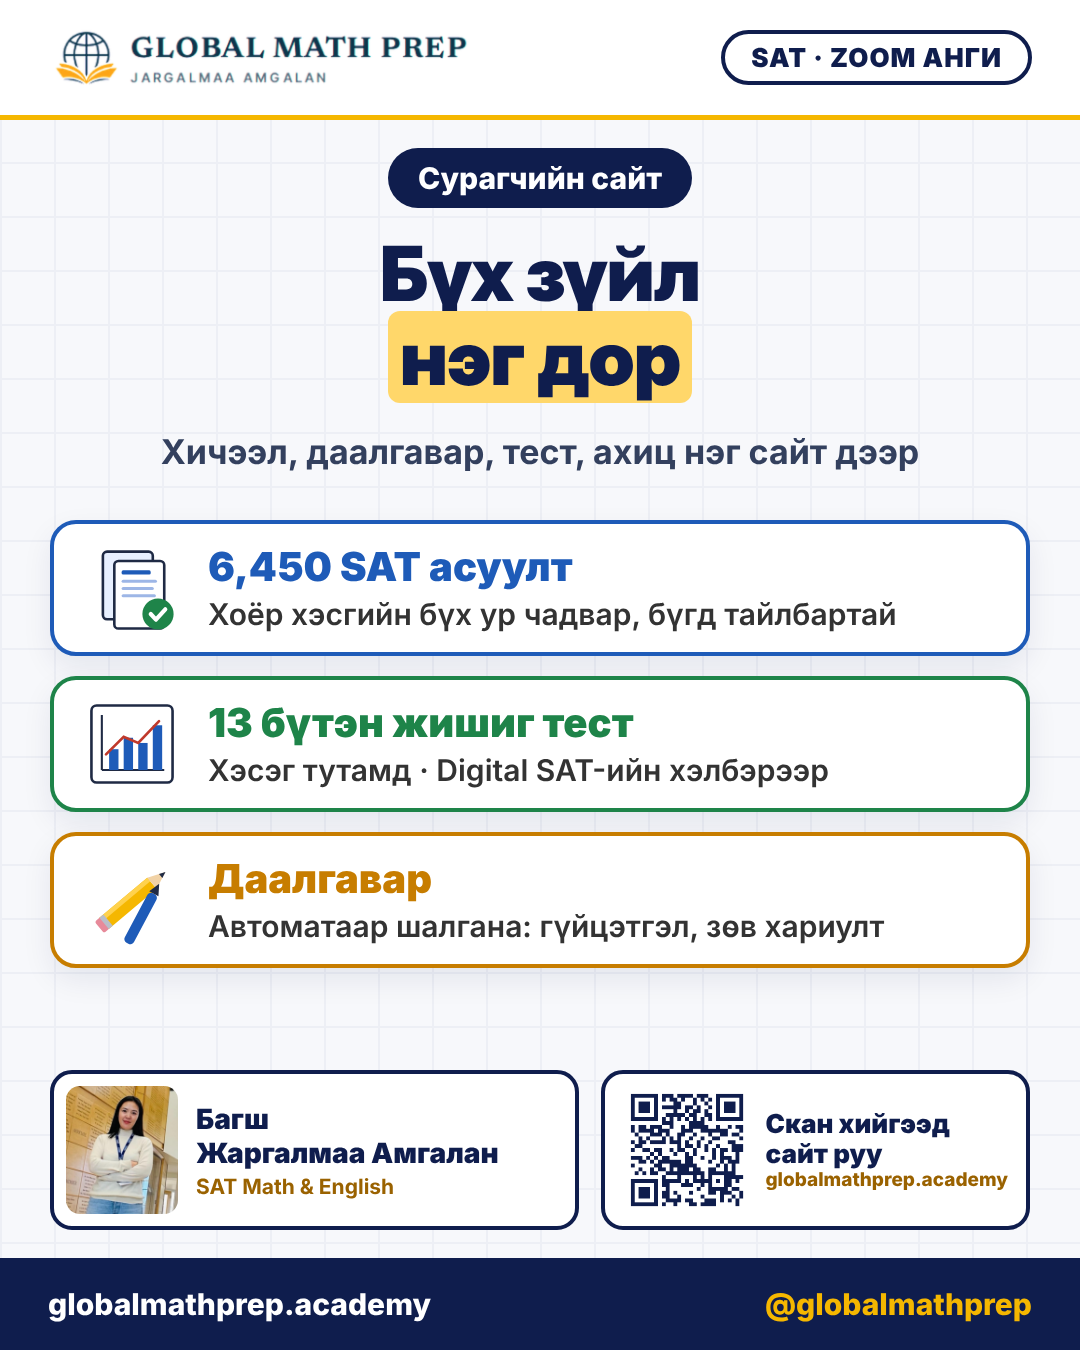 GLOBAL MATH PREP
JARGALMAA AMGALAN
SAT · ZOOM АНГИ
Сурагчийн сайт
Бүх зүйл
нэг дор
Хичээл, даалгавар, тест, ахиц нэг сайт дээр
6,450 SAT асуулт
Хоёр хэсгийн бүх ур чадвар, бүгд тайлбартай
13 бүтэн жишиг тест
Хэсэг тутамд · Digital SAT-ийн хэлбэрээр
Даалгавар
Автоматаар шалгана: гүйцэтгэл, зөв хариулт
Багш
Жаргалмаа Амгалан
SAT Math & English
Скан хийгээд
сайт руу
globalmathprep.academy
globalmathprep.academy
@globalmathprep